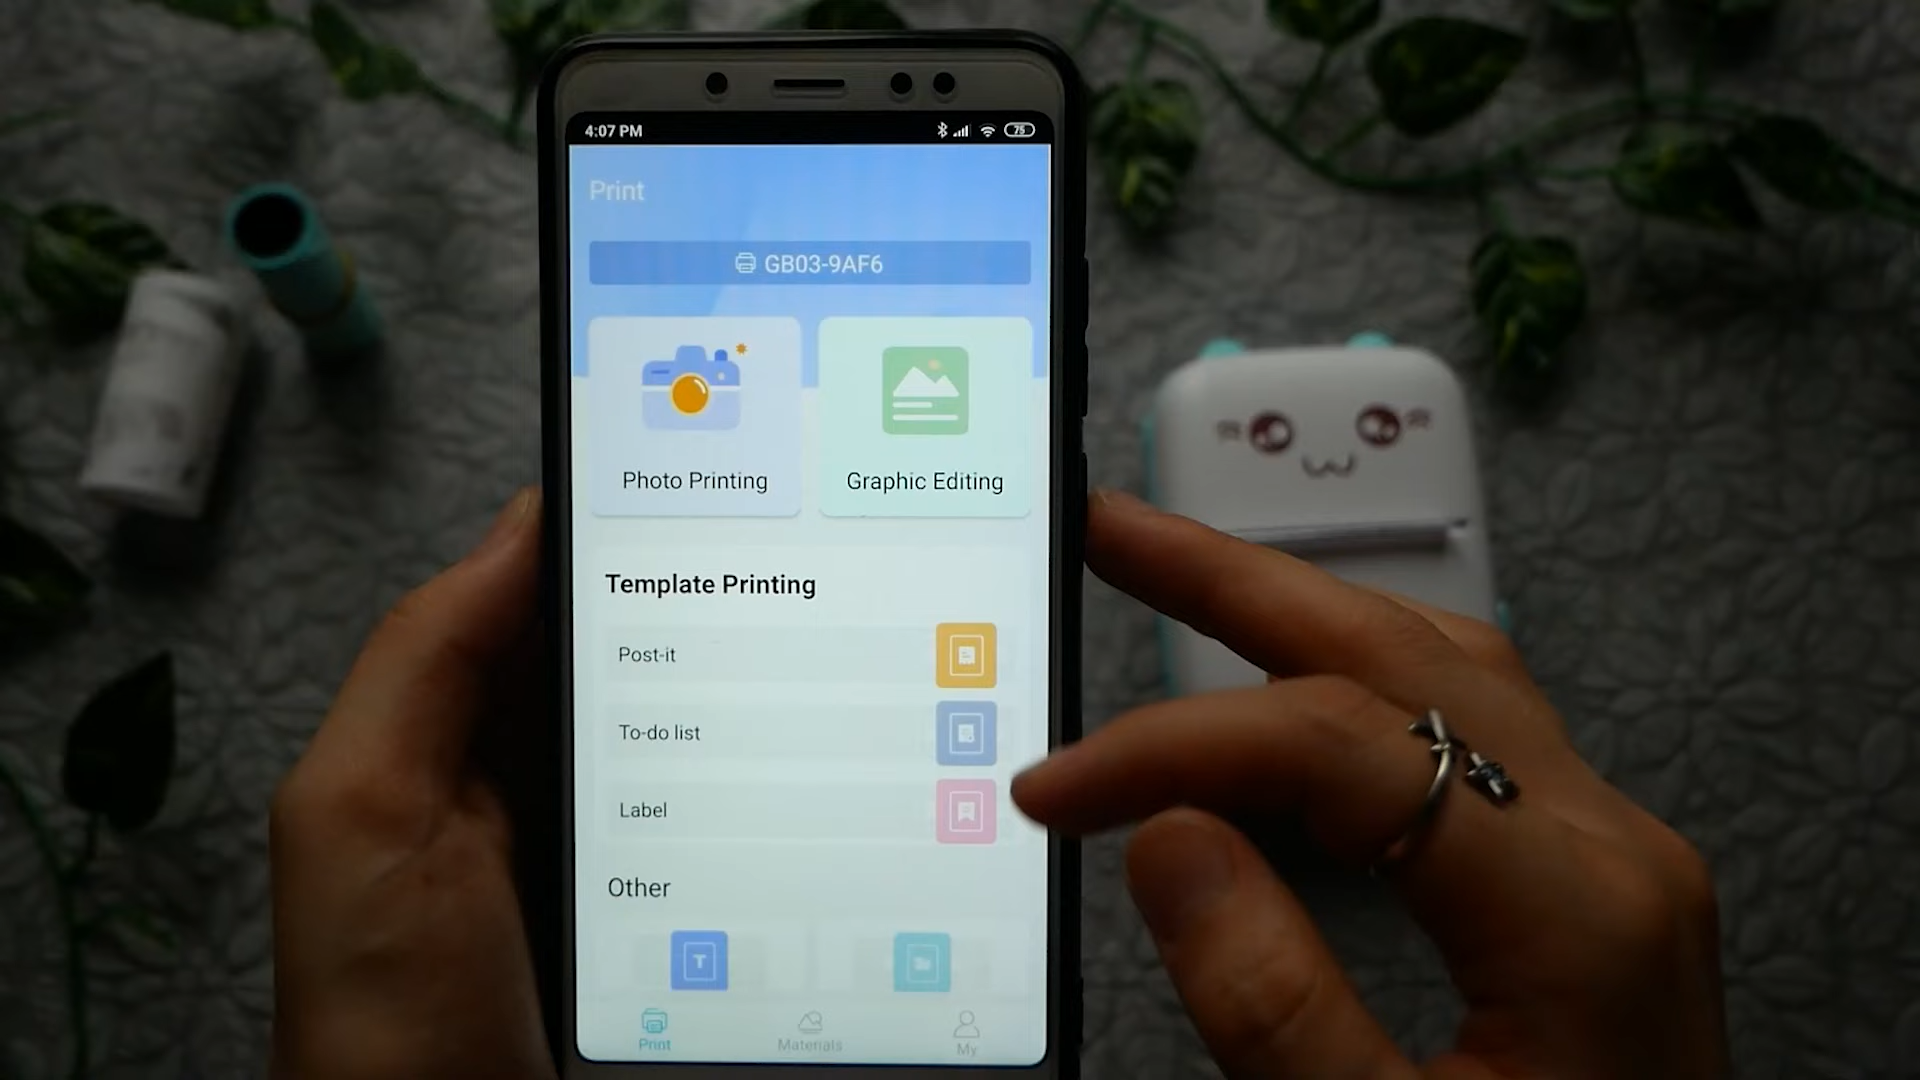 4:07 PM
75
Print
GB03-9AF6
Photo Printing
Graphic Editing
Template Printing
Post-it
To-do list
Label
Other
T
Print
Materials
My